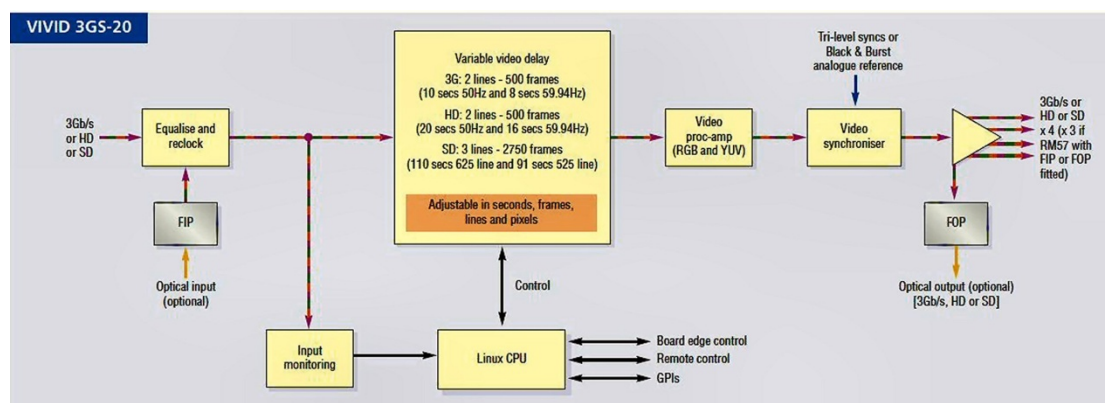 VIVID 3GS-20
Tri-level syncs or
Black & Burst
analogue reference
3Gb/s
or HD
or SD
Equalise and
reclock
Variable video delay
3G: 2 lines - 500 frames
(10 secs 50Hz and 8 secs 59.94Hz)
HD: 2 lines - 500 frames
(20 secs 50Hz and 16 secs 59.94Hz)
SD: 3 lines - 2750 frames
(110 secs 625 line and 91 secs 525 line)
Adjustable in seconds, frames,
lines and pixels
Video
proc-amp
(RGB and YUV)
Video
synchroniser
3Gb/s or
HD or SD
x 4 (x 3 if
RM57 with
FIP or FOP
fitted)
FIP
FOP
Optical input
(optional)
Control
Optical output (optional)
[3Gb/s, HD or SD]
Input
monitoring
Linux CPU
Board edge control
Remote control
GPIs